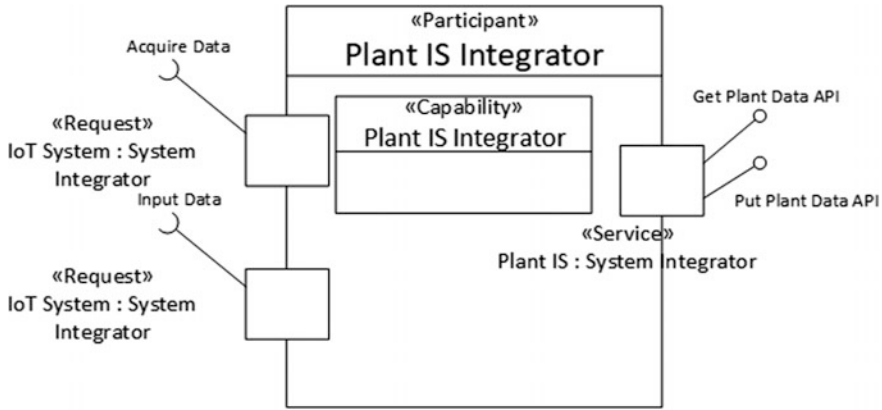 «Participant»
Plant IS Integrator
Acquire Data
«Capability»
Plant IS Integrator
Get Plant Data API
«Request»
IoT System : System
Integrator
Input Data
Put Plant Data API
«Service»
Plant IS : System Integrator
«Request»
IoT System : System
Integrator